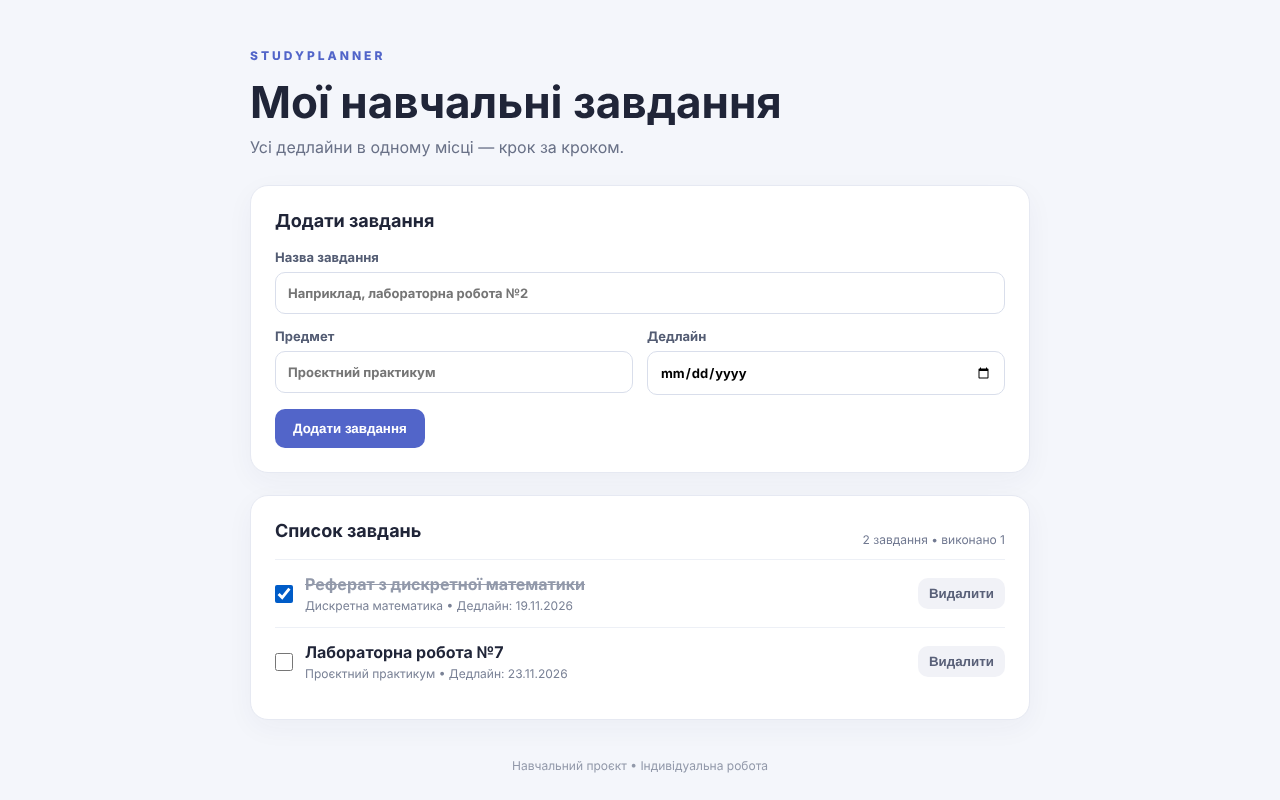 STUDYPLANNER
Мої навчальні завдання
Усі дедлайни в одному місці — крок за кроком.
Додати завдання
Назва завдання
Наприклад, лабораторна робота №2
Предмет
Дедлайн
Проєктний практикум
mm/dd/yyyy
Додати завдання
Список завдань
2 завдання • виконано 1
Реферат з дискретної математики
Дискретна математика • Дедлайн: 19.11.2026
Видалити
Лабораторна робота №7
Проєктний практикум • Дедлайн: 23.11.2026
Видалити
Навчальний проєкт • Індивідуальна робота